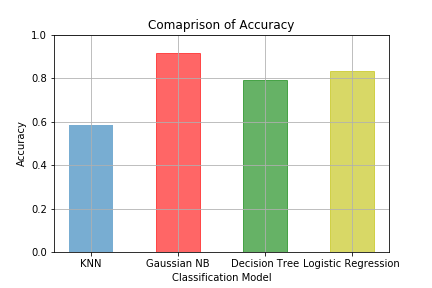 Comaprison of Accuracy
1.0
0.8
0.6
0.4
0.2
0.0
Accuracy
KNN Gaussian NB Decision Tree Logistic Regression
Classification Model